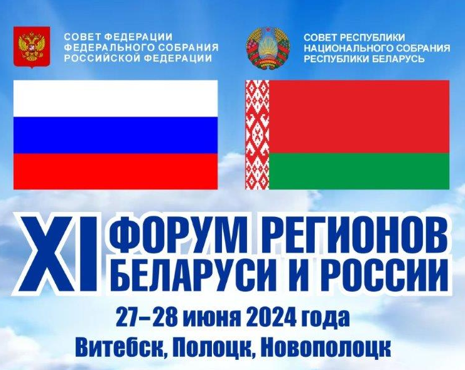 СОВЕТ ФЕДЕРАЦИИ
ФЕДЕРАЛЬНОГО СОБРАНИЯ
РОССИЙСКОЙ ФЕДЕРАЦИИ
СОВЕТ РЕСПУБЛИКИ
НАЦИОНАЛЬНОГО СОБРАНИЯ
РЕСПУБЛИКИ БЕЛАРУСЬ
XI ФОРУМ РЕГИОНОВ
БЕЛАРУСИ И РОССИИ
27–28 июня 2024 года
Витебск, Полоцк, Новополоцк